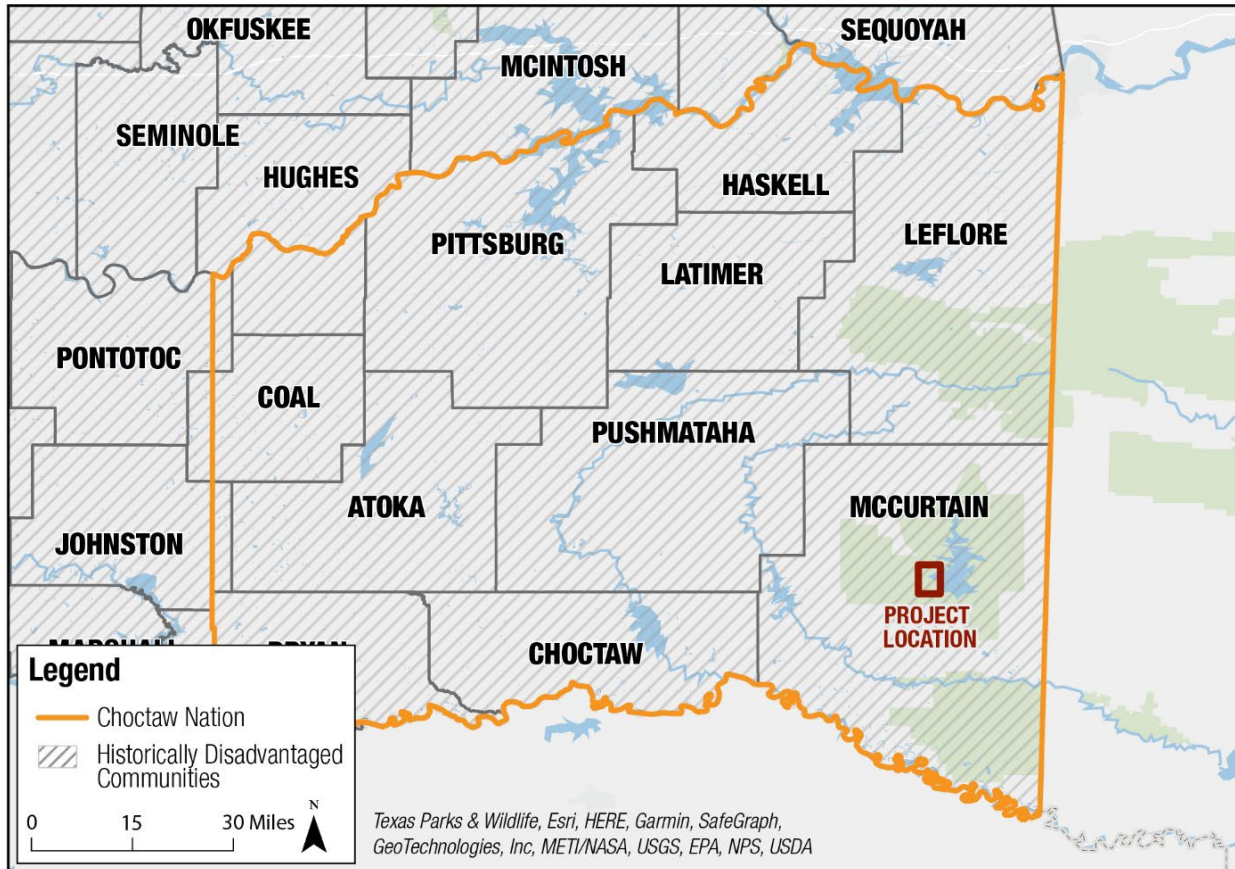 OKFUSKEE
SEQUOYAH
MCINTOSH
SEMINOLE
HUGHES
HASKELL
PITTSBURG
LEFLORE
LATIMER
PONTOTOC
COAL
PUSHMATAHA
ATOKA
MCCURTAIN
JOHNSTON
PROJECT
LOCATION
MARSHALL
BRYAN
CHOCTAW
Legend
Choctaw Nation
Historically Disadvantaged
Communities
0 15 30 Miles
N
Texas Parks & Wildlife, Esri, HERE, Garmin, SafeGraph,
GeoTechnologies, Inc, METI/NASA, USGS, EPA, NPS, USDA